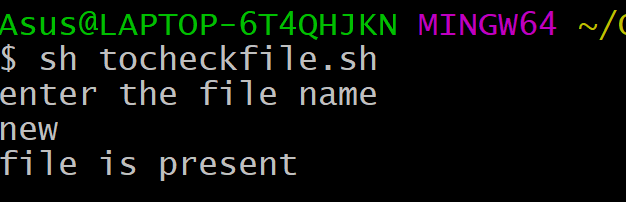 Asus@LAPTOP-6T4QHJKN MINGW64 ~/
$ sh tocheckfile.sh
enter the file name
new
file is present